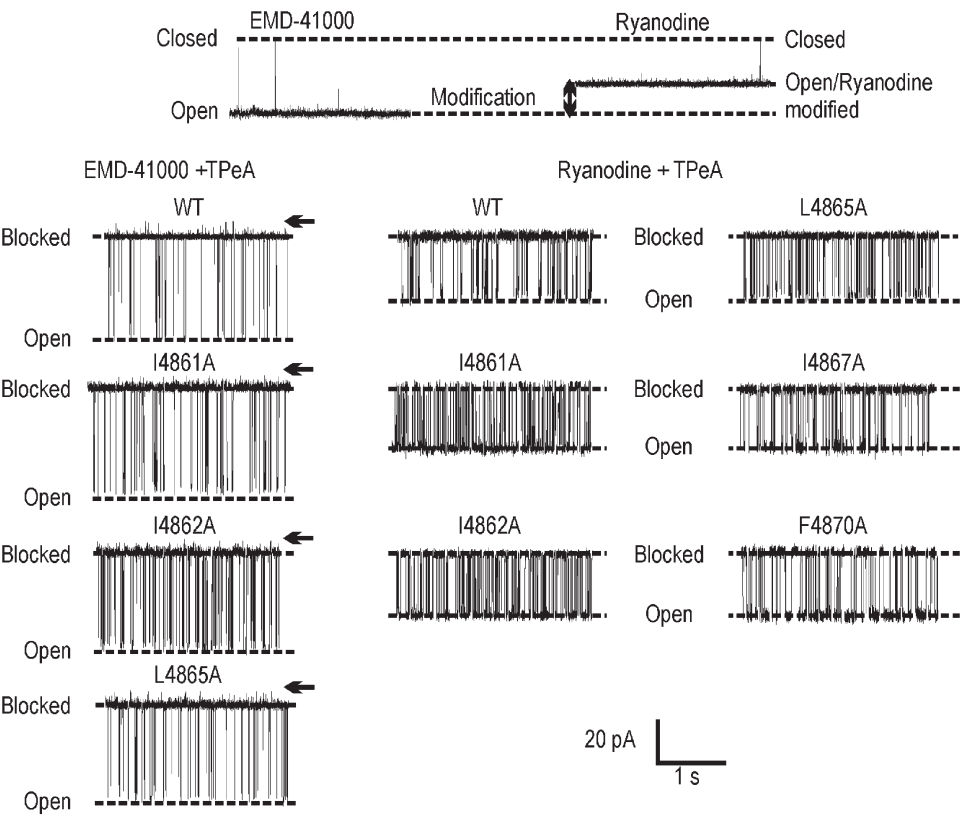 EMD-41000 Ryanodine
Closed Closed
Open/Ryanodine
Open Modification modified
EMD-41000 +TPeA Ryanodine + TPeA
WT WT L4865A
Blocked Blocked
Open Open
I4861A I4861A I4867A
Blocked Blocked
Open Open
I4862A I4862A F4870A
Blocked Blocked
Open Open
L4865A
Blocked
20 pA
1 s
Open